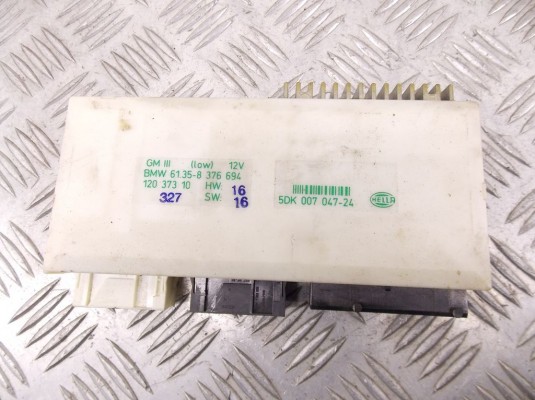 GM III (low) 12V
BMW 61.35-8 376 694
120 373 10 HW: 16
327 SW: 16
5DK 007 047-24
HELLA